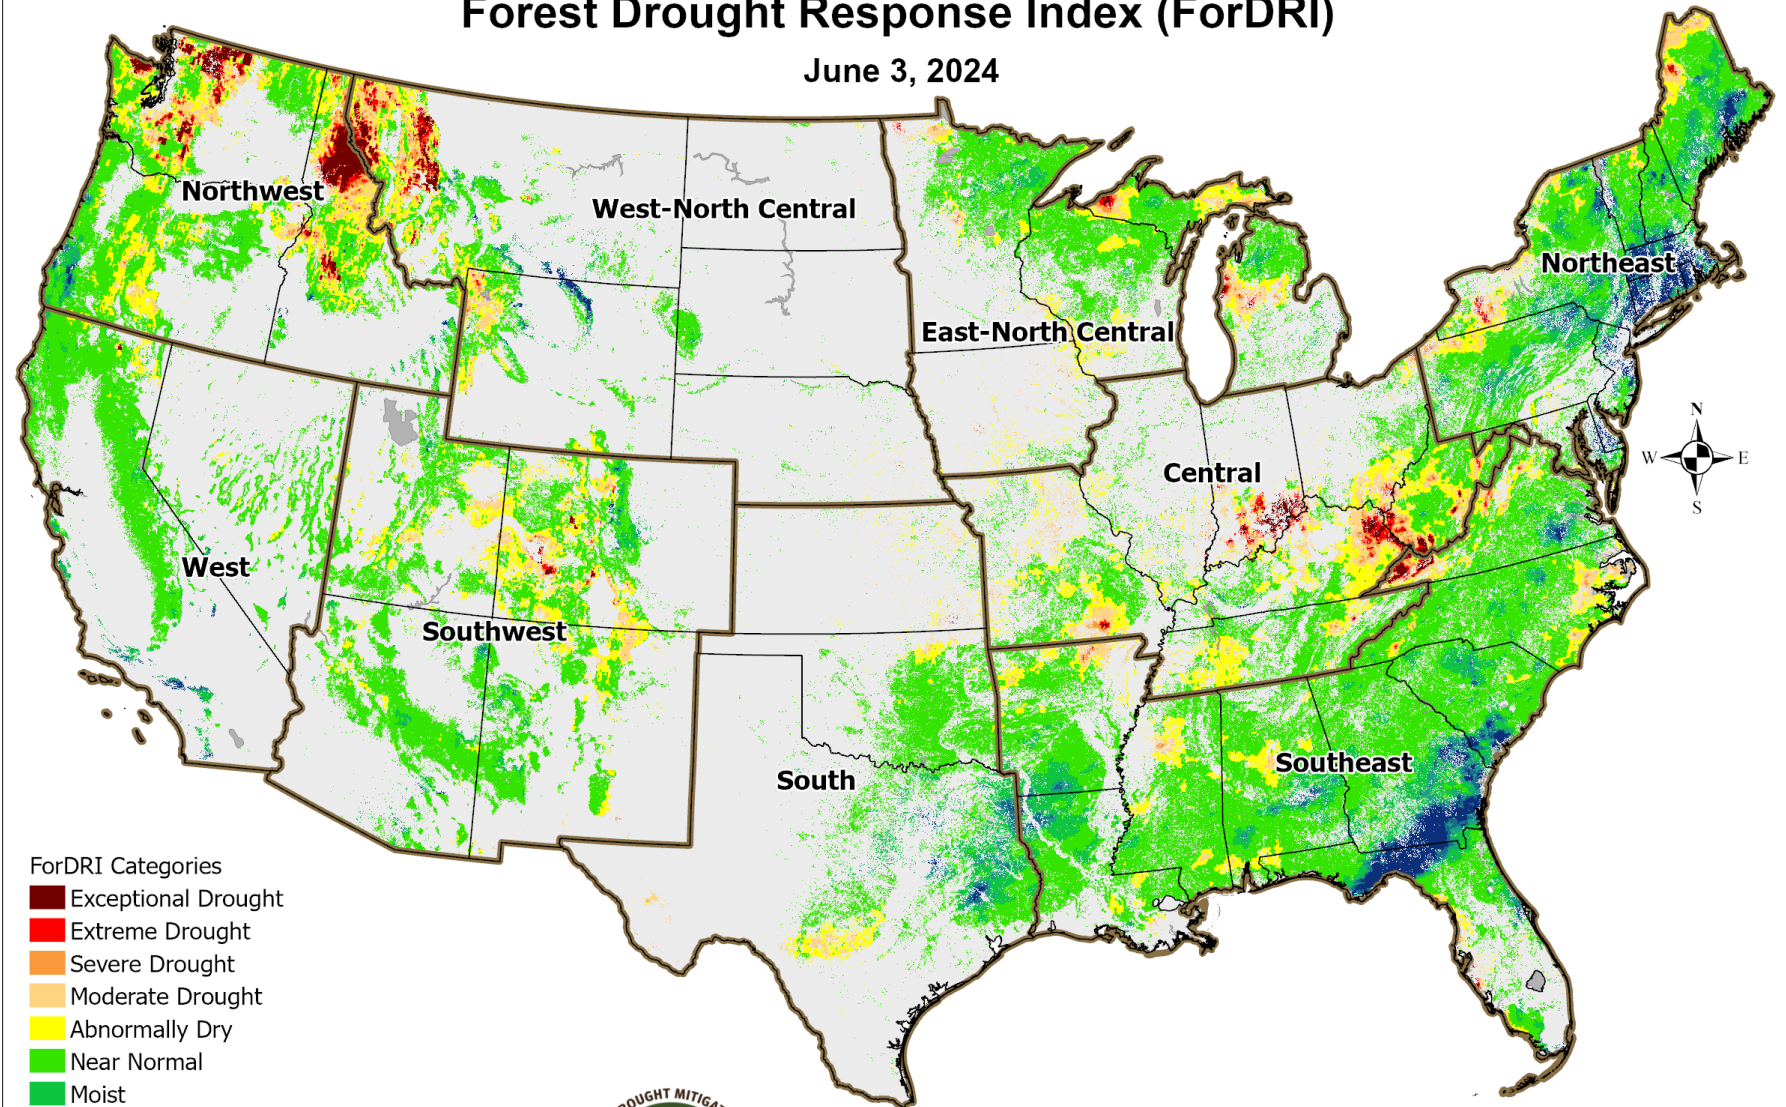 Forest Drought Response Index (ForDRI)
June 3, 2024
Northwest
West-North Central
East-North Central
Northeast
Central
West
Southwest
South
Southeast
N
W E
S
ForDRI Categories
Exceptional Drought
Extreme Drought
Severe Drought
Moderate Drought
Abnormally Dry
Near Normal
Moist